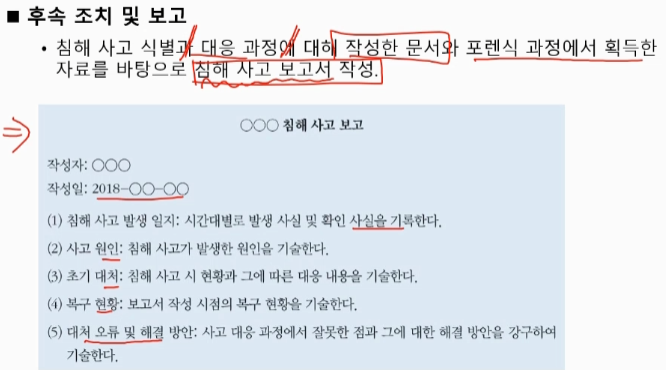 ■ 후속 조치 및 보고
• 침해 사고 식별과 대응 과정에 대해 작성한 문서와 포렌식 과정에서 획득한
자료를 바탕으로 침해 사고 보고서 작성.
○○○ 침해 사고 보고
작성자: ○○○
작성일: 2018-○○-○○
(1) 침해 사고 발생 일지: 시간대별로 발생 사실 및 확인 사실을 기록한다.
(2) 사고 원인: 침해 사고가 발생한 원인을 기술한다.
(3) 초기 대처: 침해 사고 시 현황과 그에 따른 대응 내용을 기술한다.
(4) 복구 현황: 보고서 작성 시점의 복구 현황을 기술한다.
(5) 대처 오류 및 해결 방안: 사고 대응 과정에서 잘못한 점과 그에 대한 해결 방안을 강구하여
기술한다.